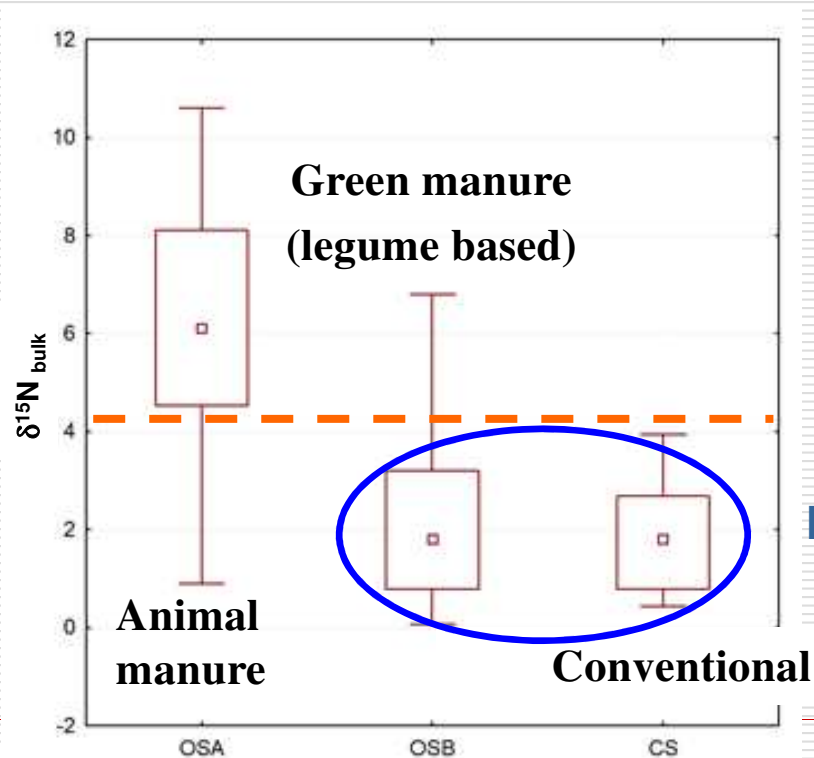 12
10
8
6
4
2
0
-2
δ15N bulk
Green manure
(legume based)
Animal
manure
Conventional
OSA
OSB
CS